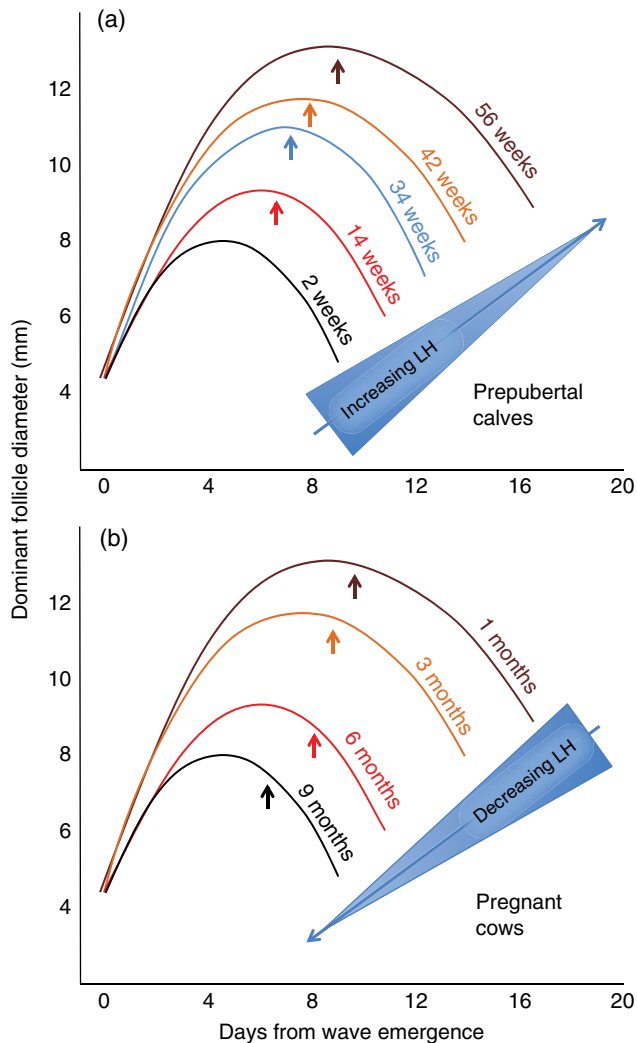 (a)
12
10
8
6
4
56 weeks
42 weeks
34 weeks
14 weeks
2 weeks
Increasing LH
Prepubertal
calves
0 4 8 12 16 20
Dominant follicle diameter (mm)
(b)
12
10
8
6
4
1 months
3 months
6 months
9 months
Decreasing LH
Pregnant
cows
0 4 8 12 16 20
Days from wave emergence